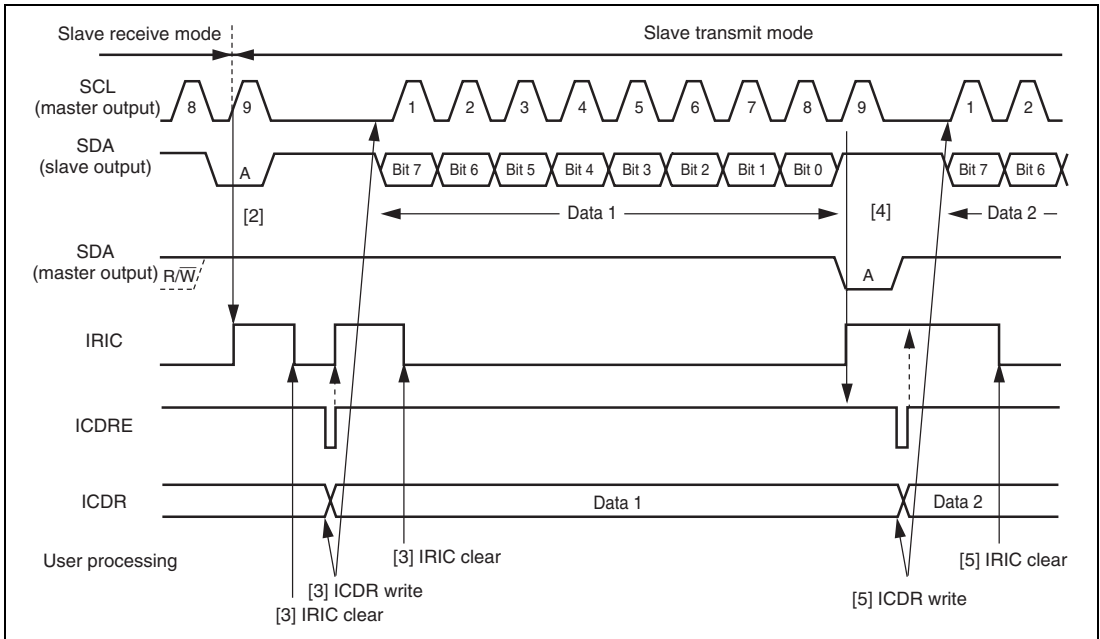 Slave receive mode
Slave transmit mode
SCL
(master output)
8 9 1 2 3 4 5 6 7 8 9 1 2
SDA
(slave output)
A Bit 7 Bit 6 Bit 5 Bit 4 Bit 3 Bit 2 Bit 1 Bit 0 Bit 7 Bit 6
[2] Data 1 [4] Data 2
SDA
(master output)
R/W̅
A
IRIC
ICDRE
ICDR
Data 1 Data 2
User processing
[3] IRIC clear
[5] IRIC clear
[3] ICDR write
[5] ICDR write
[3] IRIC clear